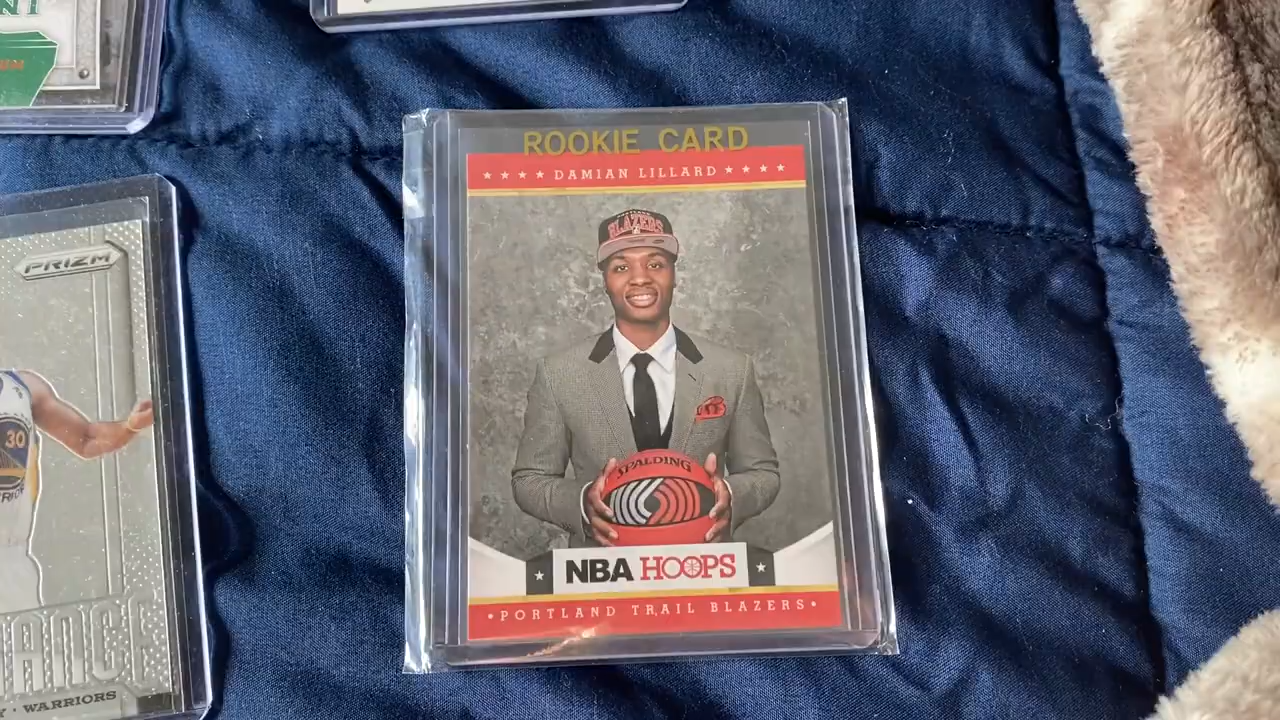 ROOKIE CARD
★ ★ ★ ★ DAMIAN LILLARD ★ ★ ★ ★
BLAZERS
SPALDING
NBA HOOPS
•PORTLAND TRAIL BLAZERS•
PRIZM
30
WARRIORS